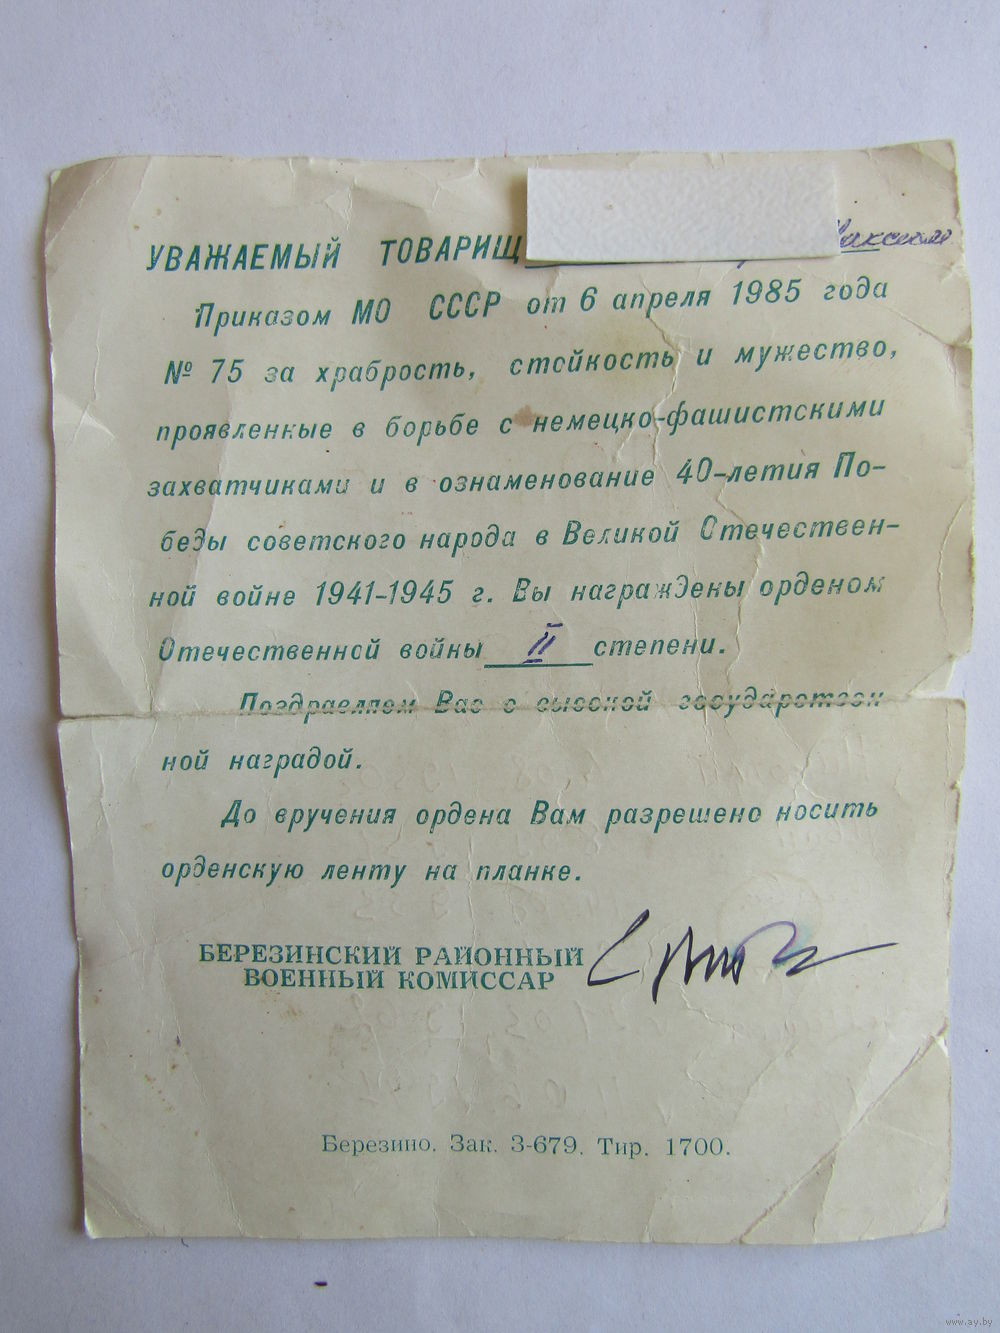 УВАЖАЕМЫЙ ТОВАРИЩ
Приказом МО СССР от 6 апреля 1985 года
№ 75 за храбрость, стойкость и мужество,
проявленные в борьбе с немецко-фашистскими
захватчиками и в ознаменование 40-летия По-
беды советского народа в Великой Отечествен-
ной войне 1941-1945 г. Вы награждены орденом
Отечественной войны II степени.
Поздравляем Вас с высокой государствен
ной наградой.
До вручения ордена Вам разрешено носить
орденскую ленту на планке.
БЕРЕЗИНСКИЙ РАЙОННЫЙ
ВОЕННЫЙ КОМИССАР
Березино. Зак. 3-679. Тир. 1700.
www.ay.by